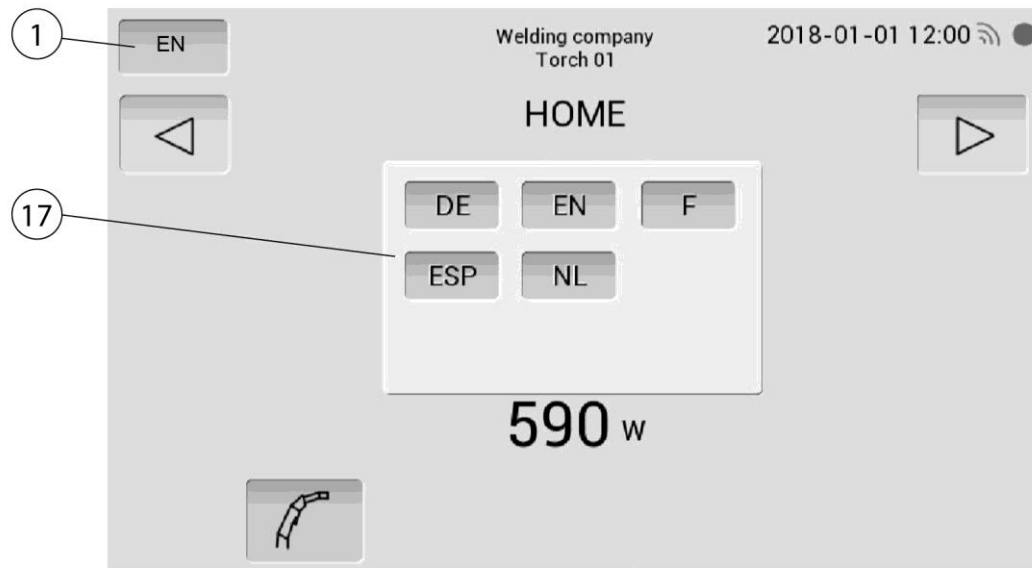 1
EN
Welding company
Torch 01
2018-01-01 12:00
HOME
17
DE EN F
ESP NL
590 W